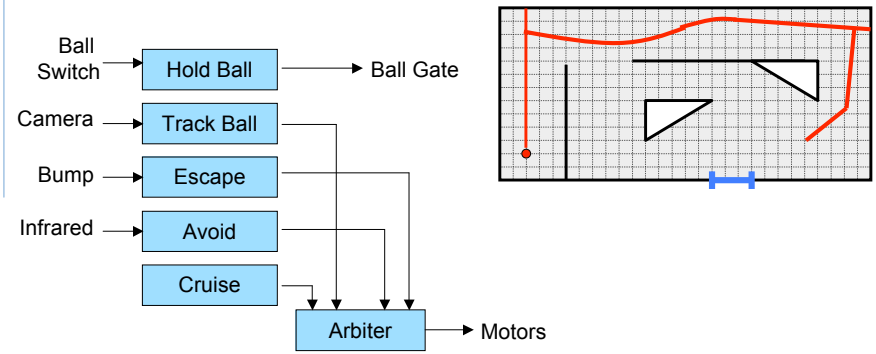 Ball
Switch
Hold Ball
Ball Gate
Camera
Track Ball
Bump
Escape
Infrared
Avoid
Cruise
Arbiter
Motors